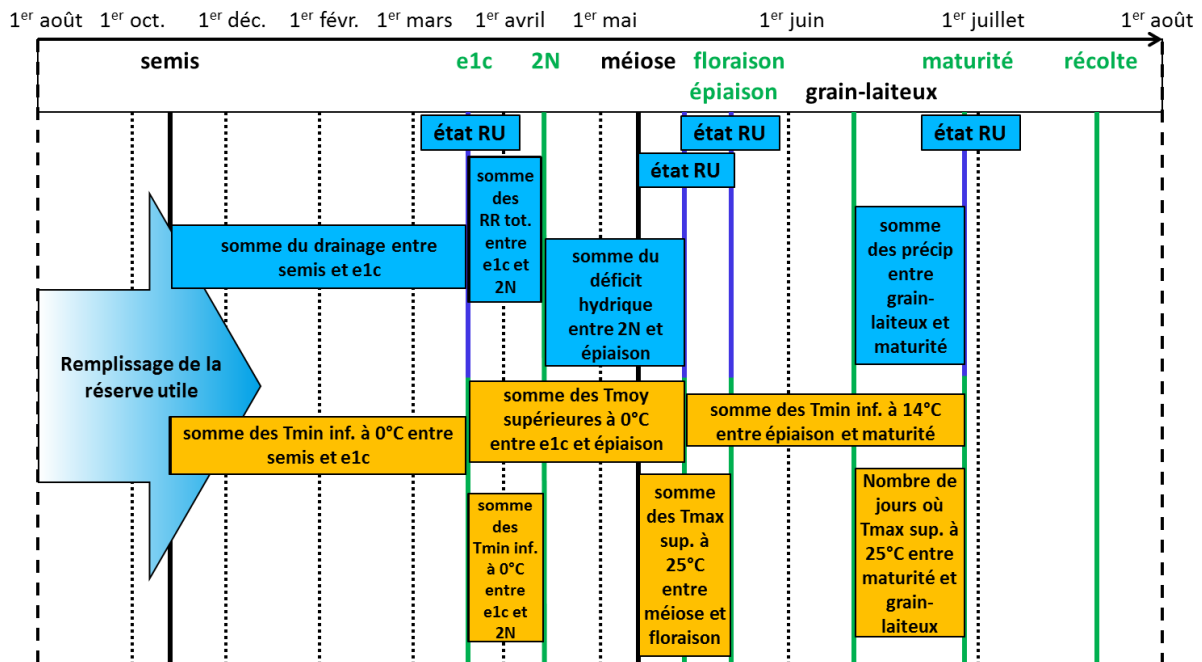 1er août 1er oct. 1er déc. 1er févr. 1er mars 1er avril 1er mai 1er juin 1er juillet 1er août
semis e1c 2N méiose floraison maturité récolte
épiaison grain-laiteux
état RU
état RU
état RU
état RU
somme
des
RR tot.
entre
e1c et
2N
somme du drainage entre
semis et e1c
somme du
déficit
hydrique
entre 2N et
épiaison
somme
des précip
entre
grain-
laiteux et
maturité
Remplissage de la
réserve utile
somme des Tmin inf. à 0°C entre
semis et e1c
somme des Tmoy
supérieures à 0°C
entre e1c et épiaison
somme des Tmin inf. à 14°C
entre épiaison et maturité
somme
des
Tmin inf.
à 0°C
entre
e1c et
2N
somme
des Tmax
sup. à
25°C
entre
méiose et
floraison
Nombre de
jours où
Tmax sup. à
25°C entre
maturité et
grain-
laiteux